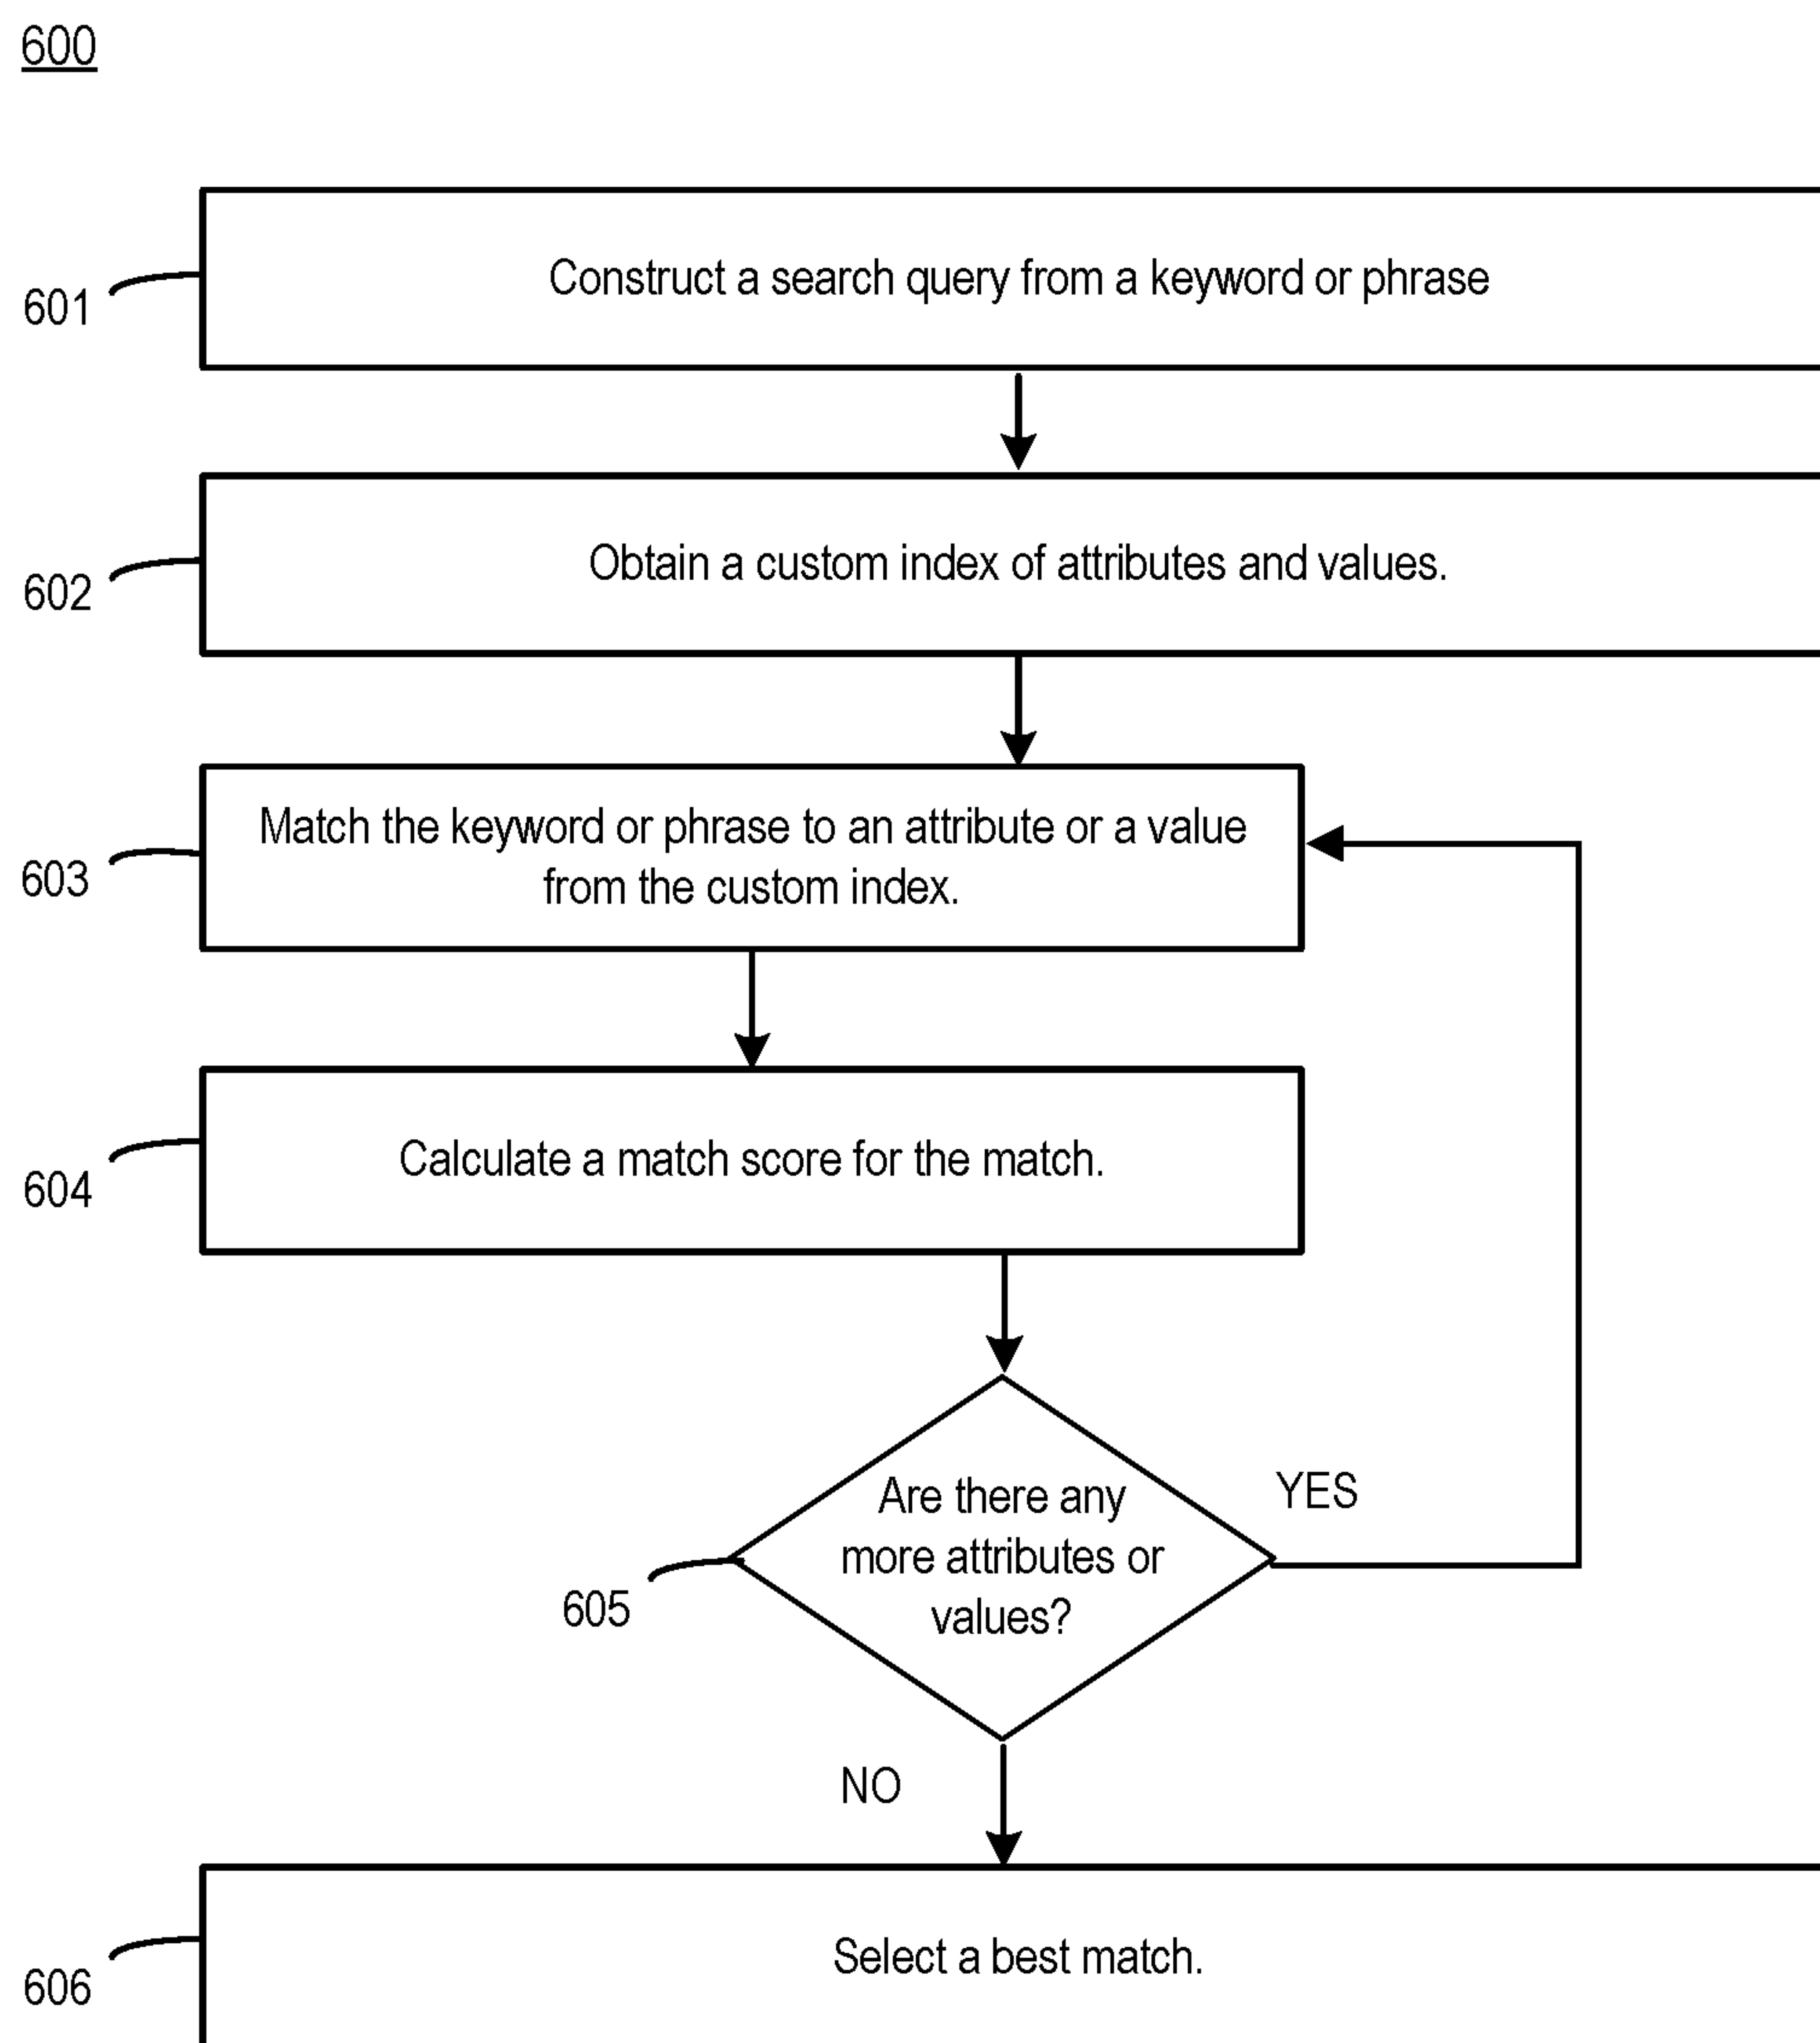 600
Construct a search query from a keyword or phrase
601
Obtain a custom index of attributes and values.
602
Match the keyword or phrase to an attribute or a value
from the custom index.
603
Calculate a match score for the match.
604
Are there any
more attributes or
values?
YES
605
NO
Select a best match.
606